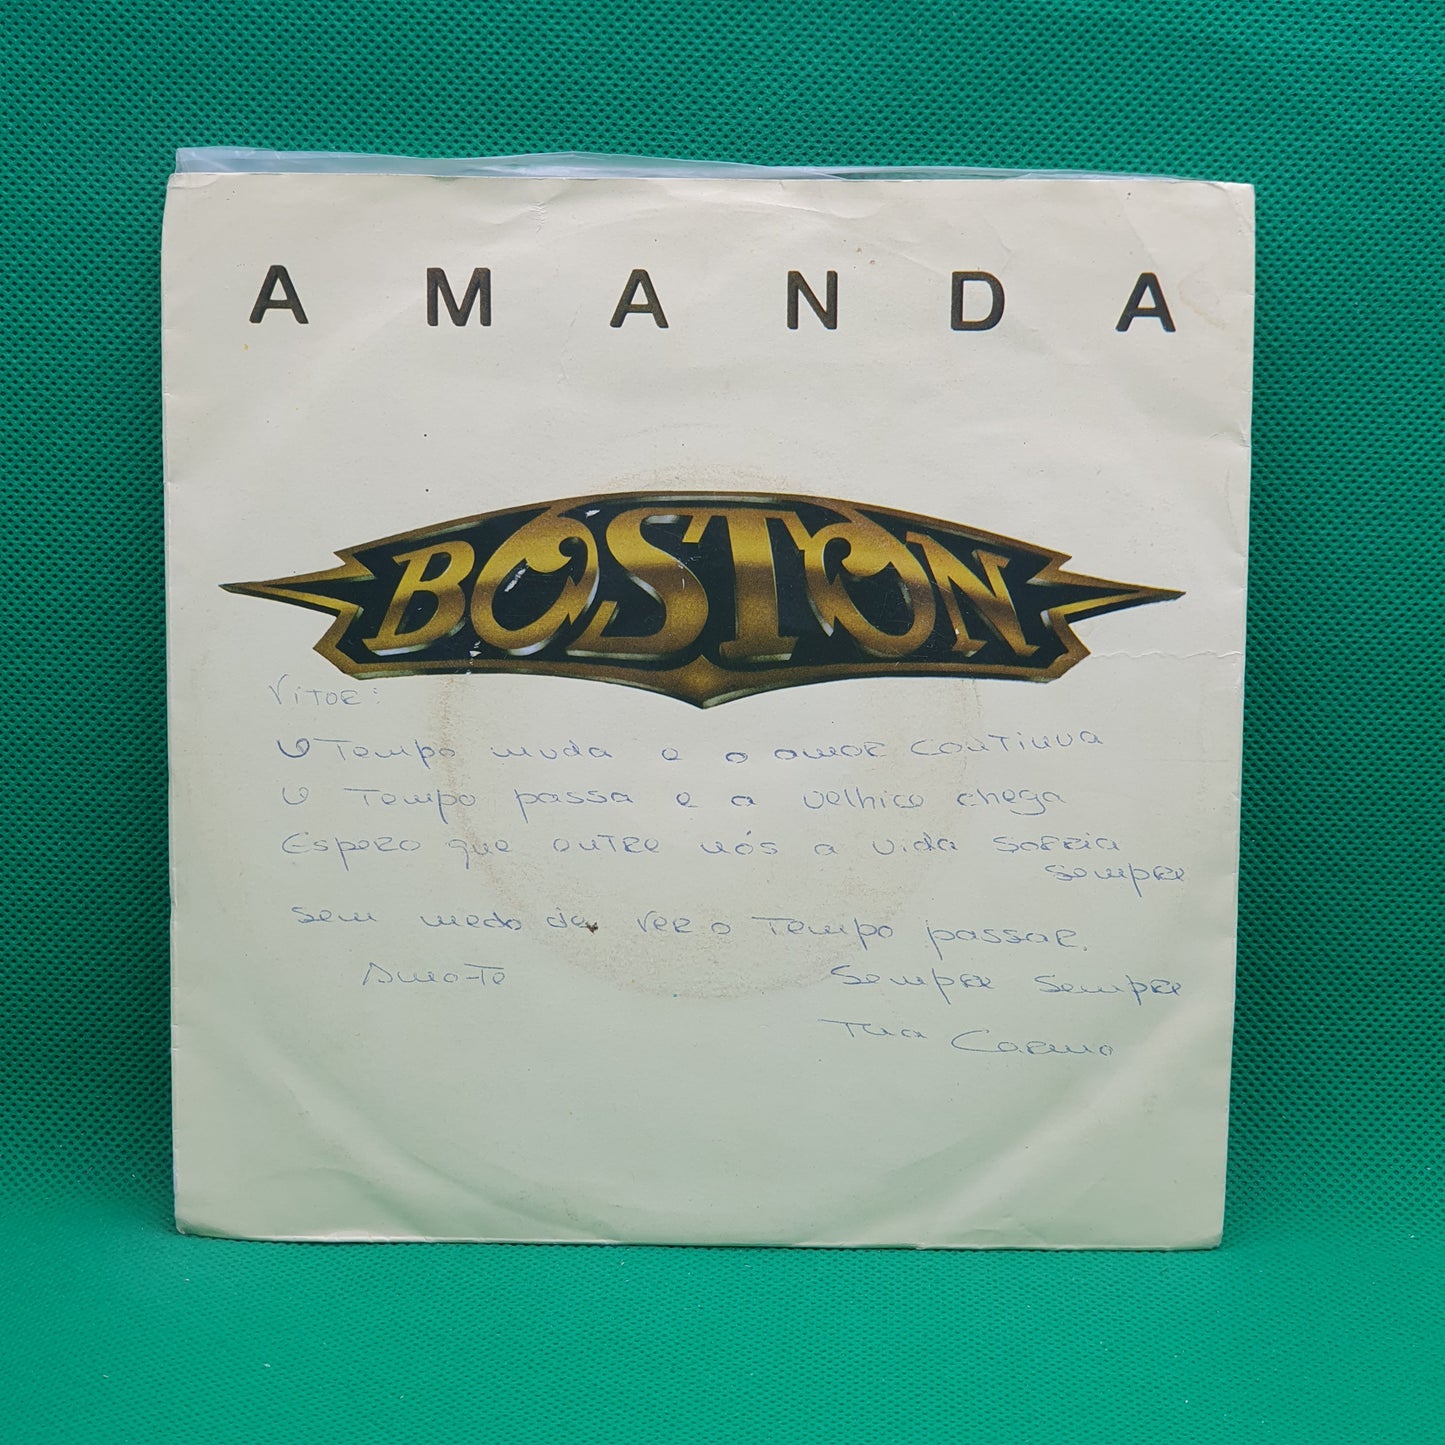 AMANDA
BOSTON
Vitor:
O Tempo muda e o amor continua
O Tempo passa e a velhice chega
Espero que entre nós a vida sorria
sempre
sem medo de ver o Tempo passar.
Amo-Te
Sempre Sempre
Tua Carmo